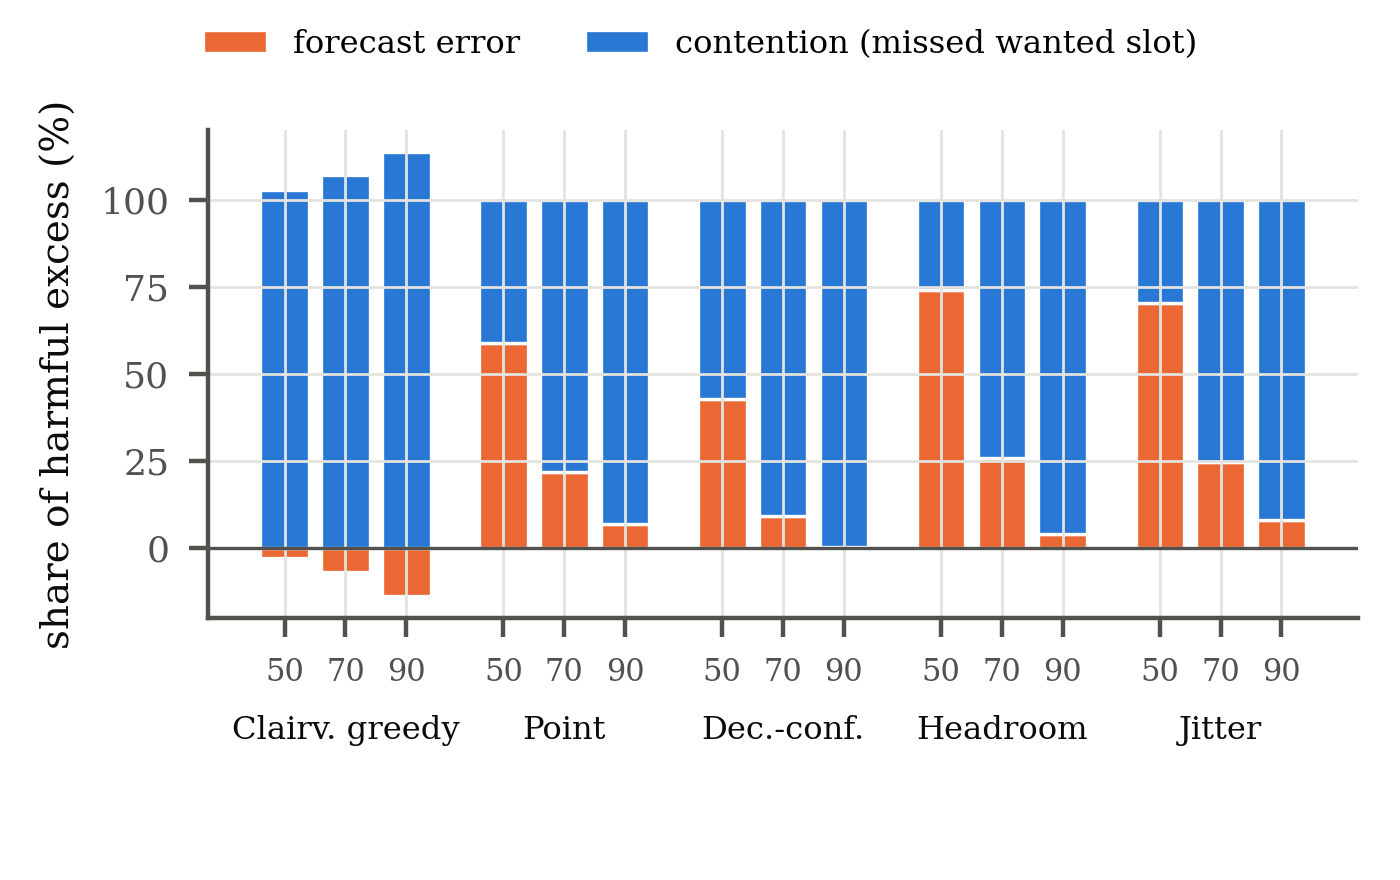 forecast error
contention (missed wanted slot)
share of harmful excess (%)
100
75
50
25
0
50 70 90 50 70 90 50 70 90 50 70 90 50 70 90
Clairv. greedy Point Dec.-conf. Headroom Jitter